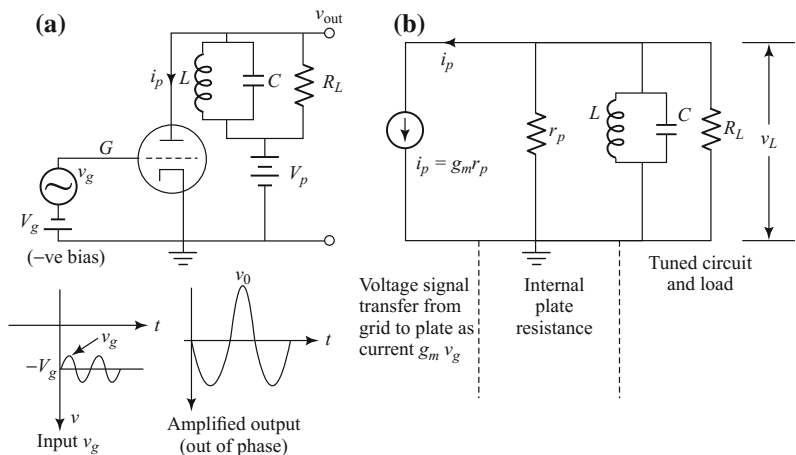 (a)
v_out
i_p
L
C
R_L
G
v_g
V_g
(−ve bias)
V_p
t
v_g
−V_g
v
Input v_g
v_0
t
Amplified output
(out of phase)
(b)
i_p
i_p = g_m r_p
r_p
L
C
R_L
v_L
Voltage signal
transfer from
grid to plate as
current g_m v_g
Internal
plate
resistance
Tuned circuit
and load